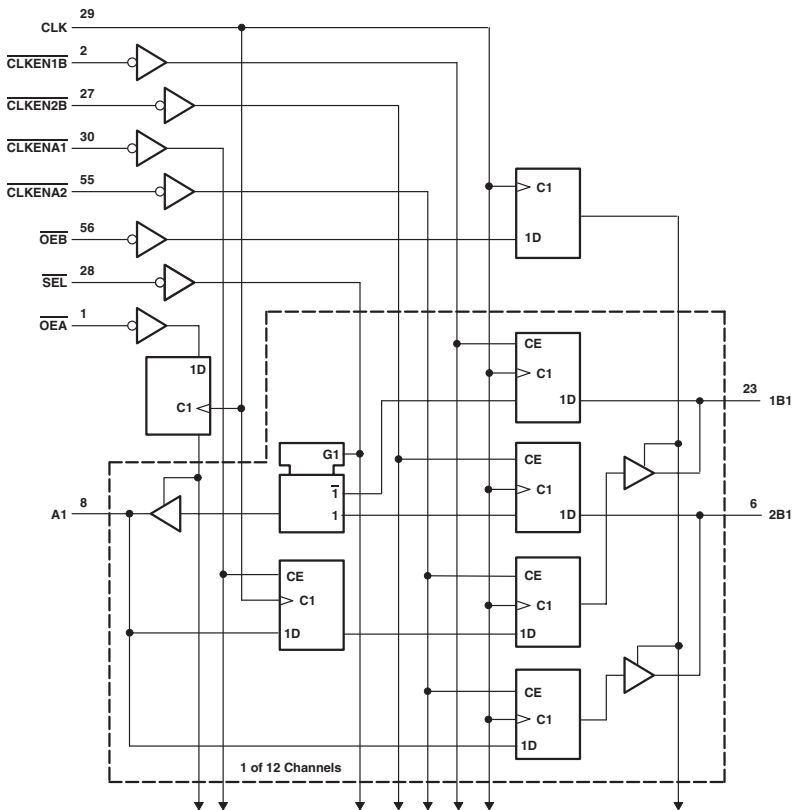 29
CLK
2
CLKEN1B
27
CLKEN2B
30
CLKENA1
55
CLKENA2
C1
56
OEB
1D
28
SEL
1
OEA
CE
1D
C1
23
C1
1D
1B1
G1
CE
1
8
C1
6
A1
1
1D
2B1
CE
CE
C1
C1
1D
1D
CE
C1
1D
1 of 12 Channels